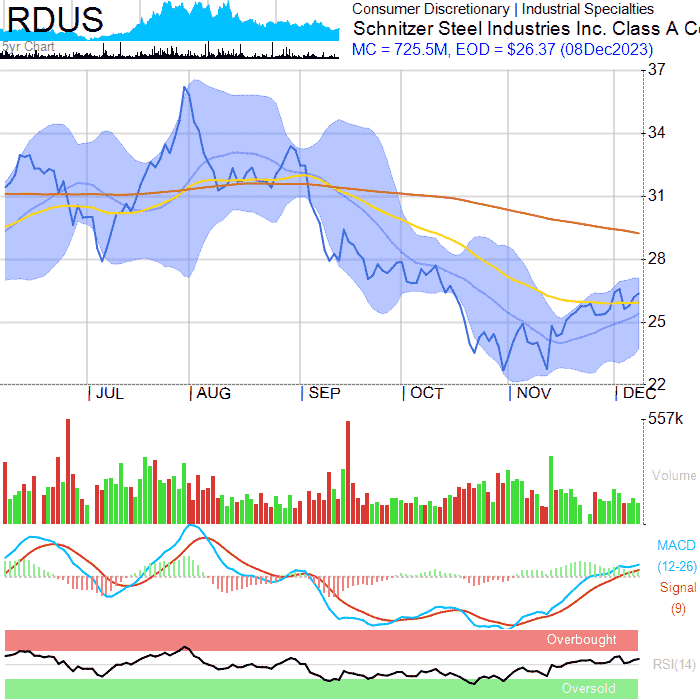 RDUS
5yr Chart
Consumer Discretionary | Industrial Specialties
Schnitzer Steel Industries Inc. Class A Co
MC = 725.5M, EOD = $26.37 (08Dec2023)
37
34
31
28
25
22
JUL
AUG
SEP
OCT
NOV
DEC
557k
Volume
MACD
(12-26)
Signal
(9)
Overbought
RSI(14)
Oversold